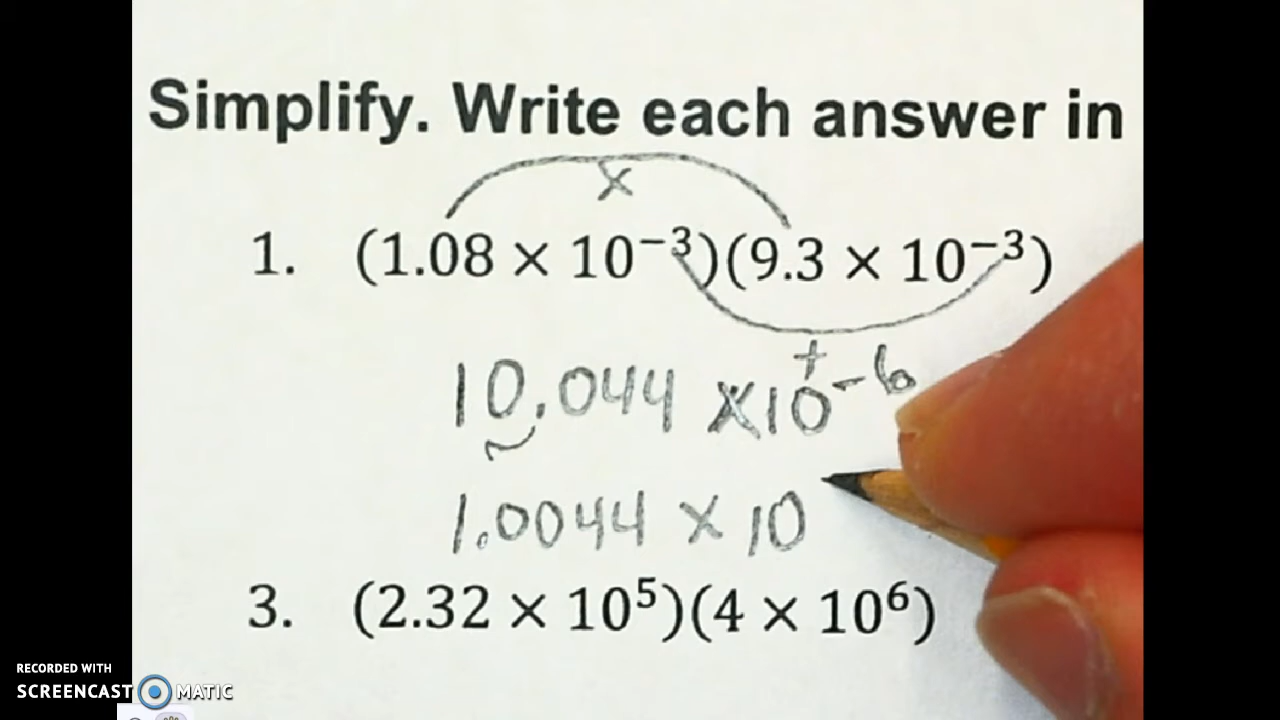 Simplify. Write each answer in
×
1. (1.08 × 10⁻³)(9.3 × 10⁻³)
+
10.044 ×10⁻⁶
1.0044 × 10
3. (2.32 × 10⁵)(4 × 10⁶)
RECORDED WITH
SCREENCAST MATIC